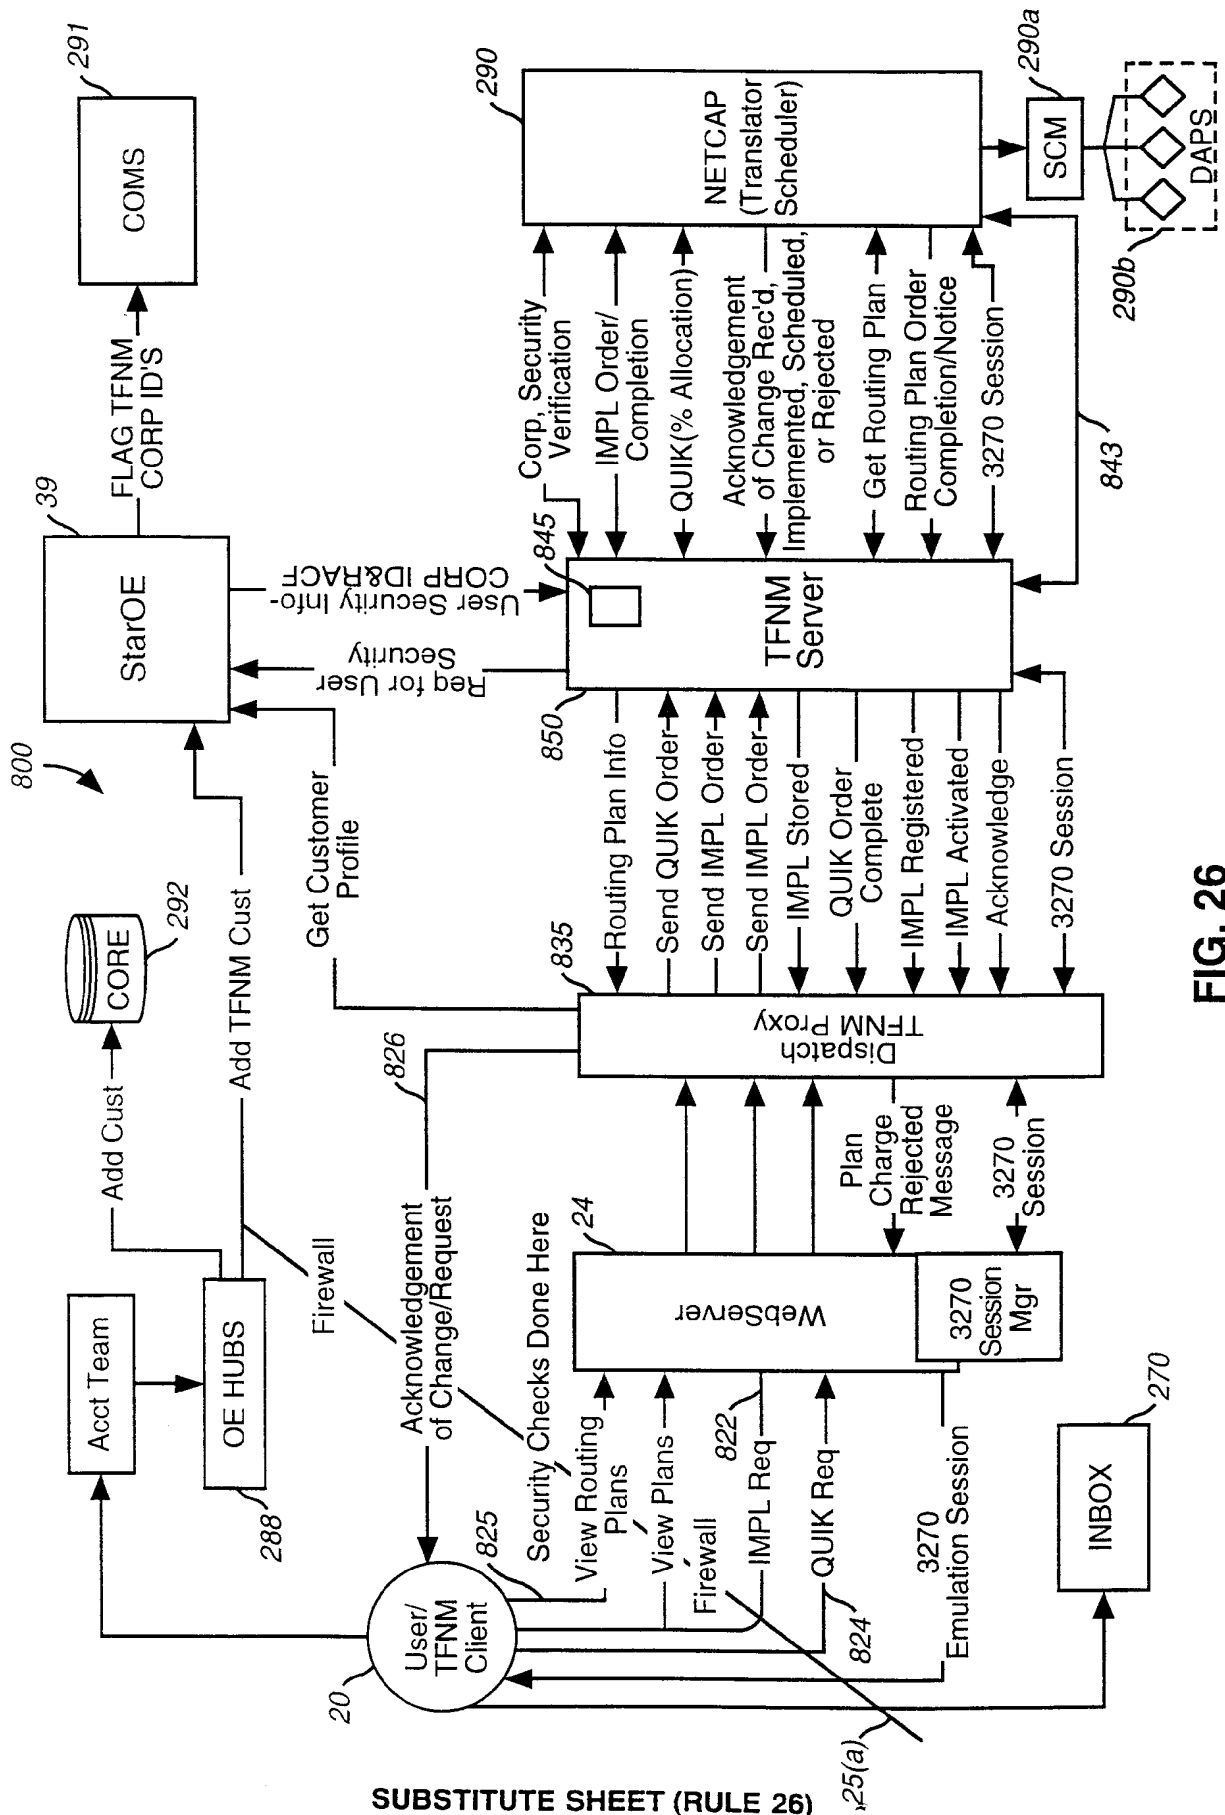 800
Acct Team
OE HUBS
288
Add Cust
CORE
292
Add TFNM Cust
Firewall
StarOE
39
FLAG TFNM
CORP ID'S
COMS
291
Get Customer
Profile
Req for User
Security
User Security Info-
CORP ID&RACF
826
Acknowledgement
of Change/Request
Security Checks Done Here
20
User/
TFNM
Client
825
View Routing
Plans
View Plans
Firewall
822
IMPL Req
QUIK Req
824
3270
Emulation Session
25(a)
24
WebServer
3270
Session
Mgr
INBOX
270
Plan
Charge
Rejected
Message
3270
Session
835
Dispatch
TFNM Proxy
Routing Plan Info
Send QUIK Order
Send IMPL Order
Send IMPL Order
IMPL Stored
QUIK Order
Complete
IMPL Registered
IMPL Activated
Acknowledge
3270 Session
850
845
TFNM
Server
Corp, Security
Verification
IMPL Order/
Completion
QUIK(% Allocation)
Acknowledgement
of Change Rec'd,
Implemented, Scheduled,
or Rejected
Get Routing Plan
Routing Plan Order
Completion/Notice
3270 Session
843
290
NETCAP
(Translator
Scheduler)
290a
SCM
290b
DAPS
FIG. 26
SUBSTITUTE SHEET (RULE 26)